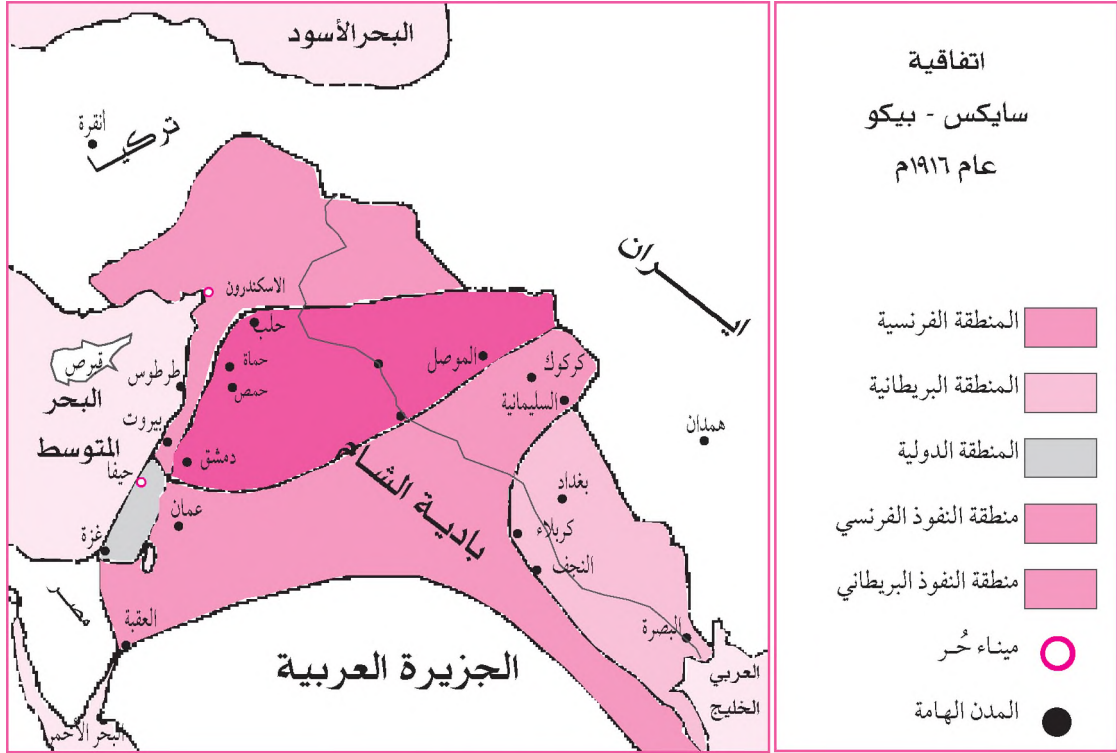 اتفاقية
سايكس - بيكو
عام ١٩١٦م
المنطقة الفرنسية
المنطقة البريطانية
المنطقة الدولية
منطقة النفوذ الفرنسي
منطقة النفوذ البريطاني
ميناء حُر
المدن الهامة
البحر الأسود
انقرة
تركيا
ايران
الاسكندرون
حلب
حماة
حمص
الموصل
كركوك
السليمانية
همدان
قبرص
طرطوس
البحر
المتوسط
بيروت
دمشق
حيفا
بادية الشام
بغداد
كربلاء
النجف
عمان
غزة
مصر
العقبة
البصرة
الجزيرة العربية
العربي
الخليج
البحر الأحمر